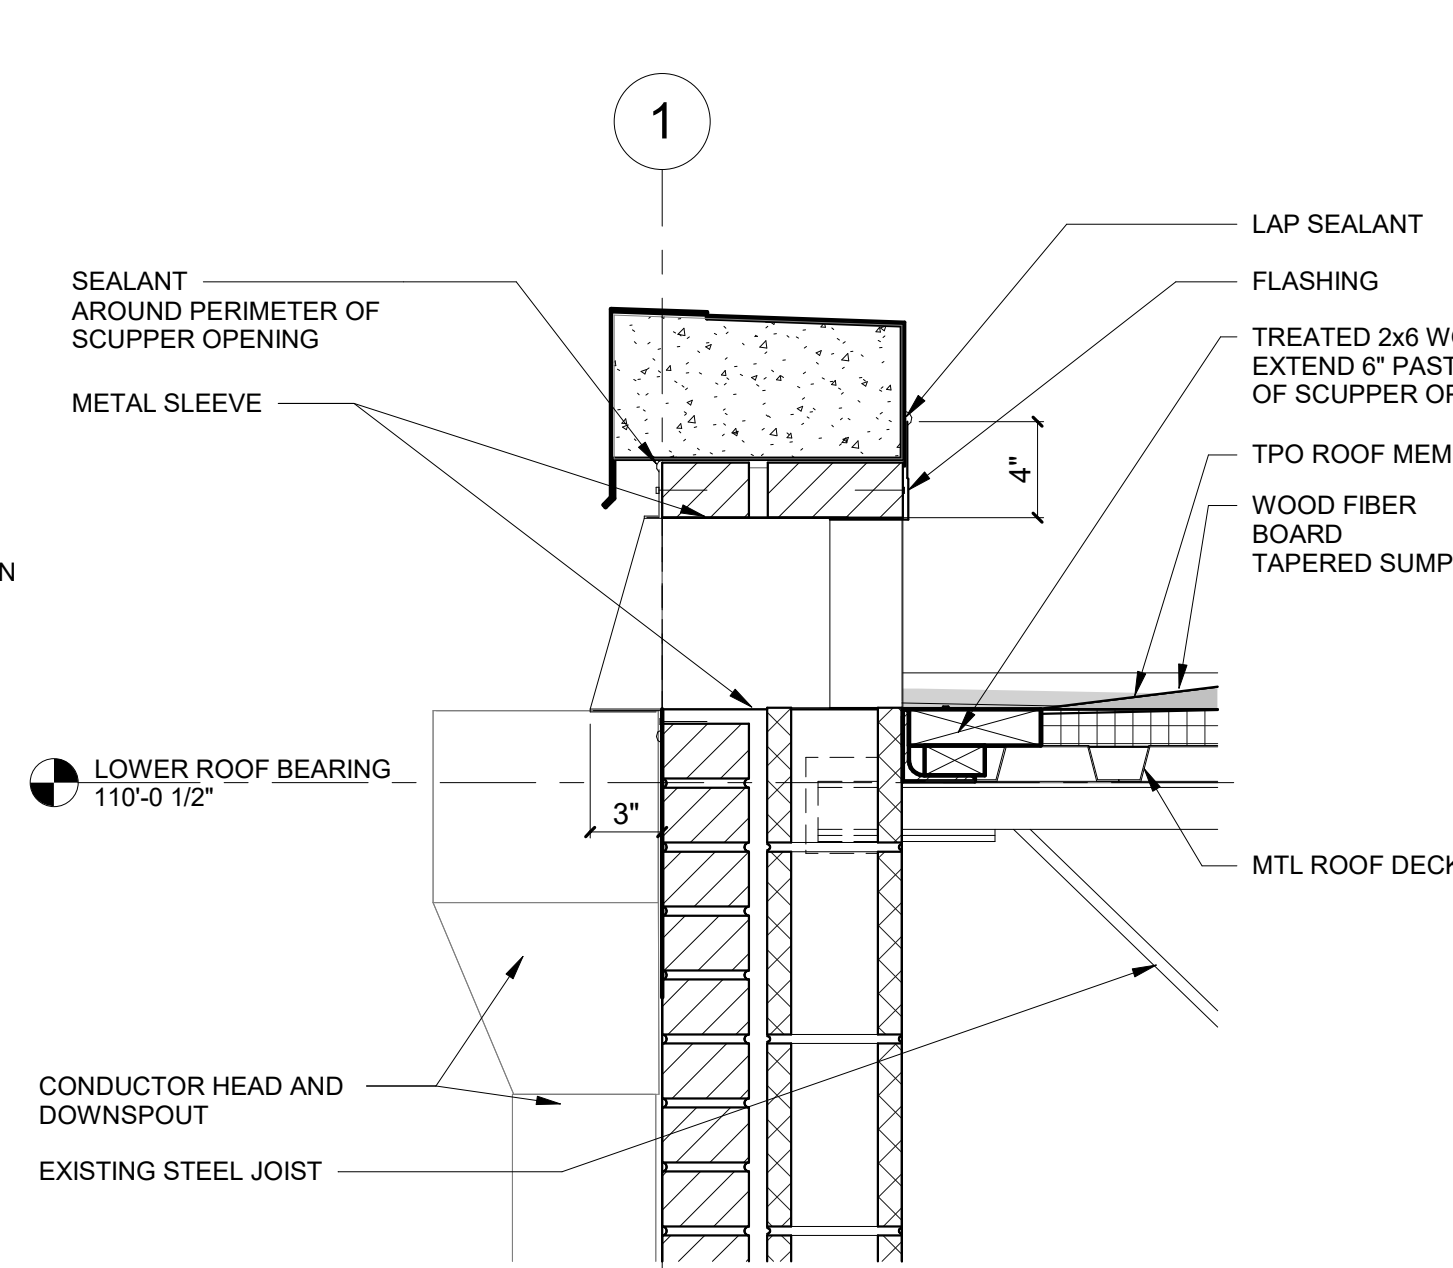 1
SEALANT
AROUND PERIMETER OF
SCUPPER OPENING
METAL SLEEVE
N
LOWER ROOF BEARING
110'-0 1/2"
3"
4"
CONDUCTOR HEAD AND
DOWNSPOUT
EXISTING STEEL JOIST
LAP SEALANT
FLASHING
TREATED 2x6
EXTEND 6" PAST
OF SCUPPER
TPO ROOF
WOOD FIBER
BOARD
TAPERED SUMP
MTL ROOF DECK